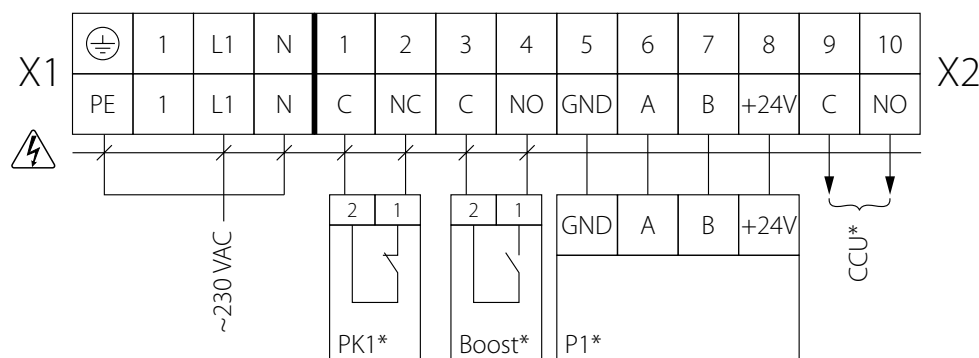 X1 1 L1 N 1 2 3 4 5 6 7 8 9 10 X2
PE 1 L1 N C NC C NO GND A B +24V C NO
2 1 2 1 GND A B +24V
~230 VAC
CCU*
PK1* Boost* P1*